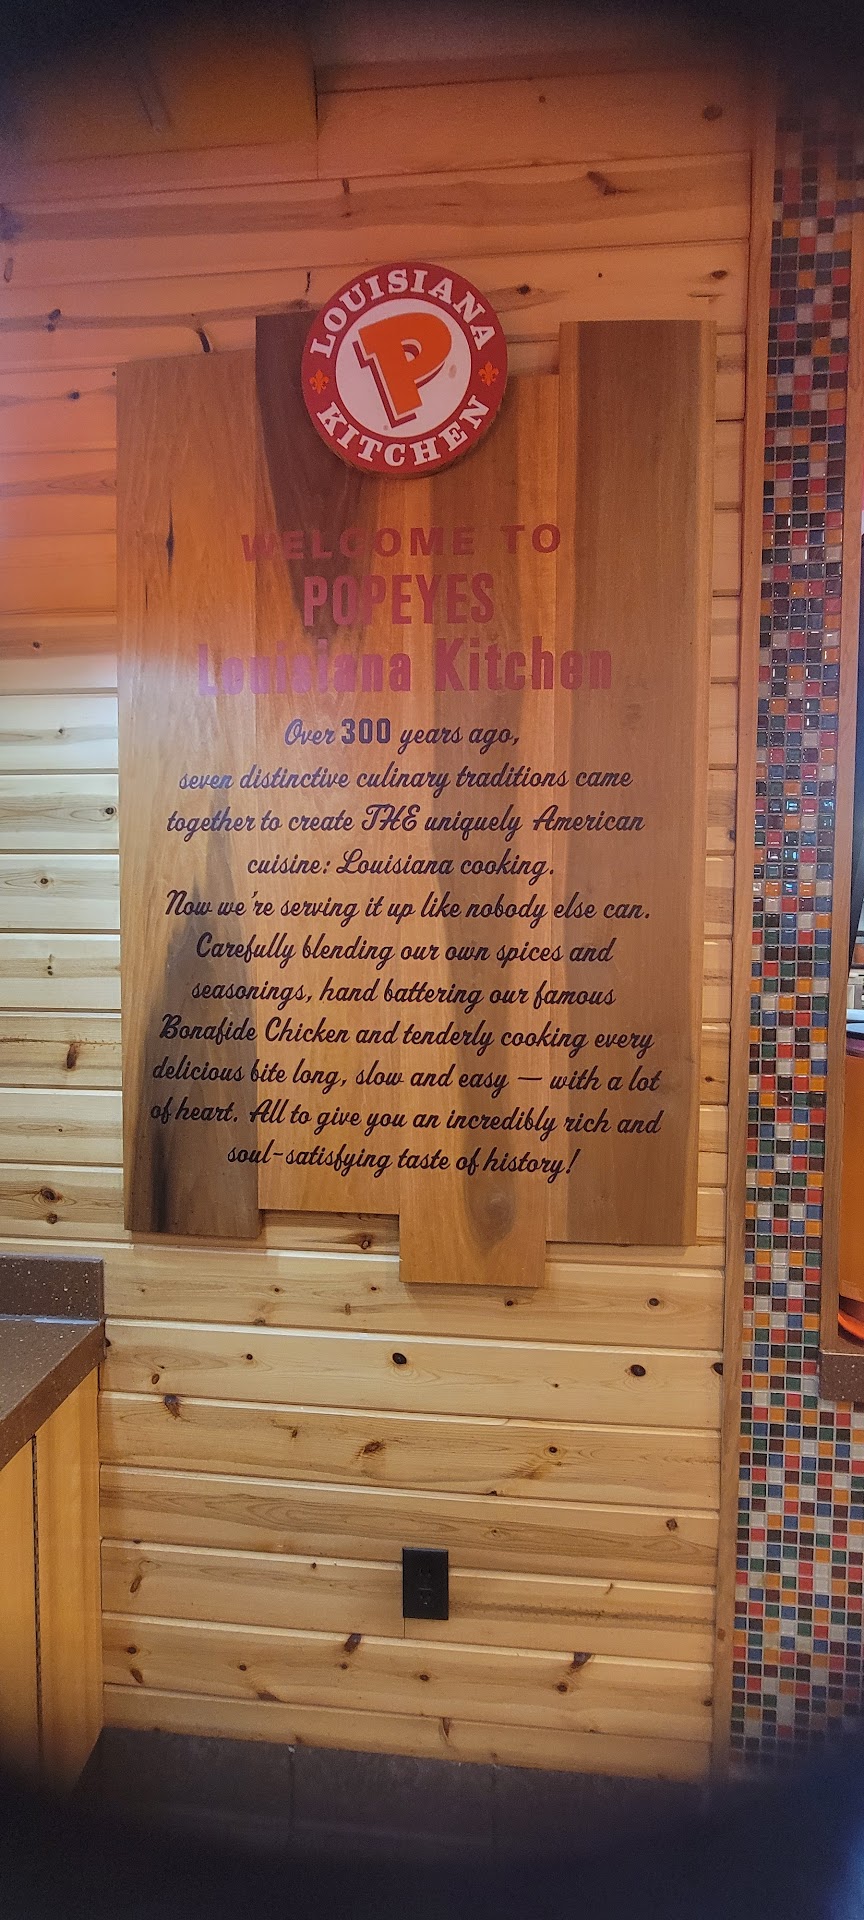 LOUISIANA
P
KITCHEN
WELCOME TO
POPEYES
Louisiana Kitchen
Over 300 years ago,
seven distinctive culinary traditions came
together to create THE uniquely American
cuisine: Louisiana cooking.
Now we're serving it up like nobody else can.
Carefully blending our own spices and
seasonings, hand battering our famous
Bonafide Chicken and tenderly cooking every
delicious bite long, slow and easy — with a lot
of heart. All to give you an incredibly rich and
soul-satisfying taste of history!